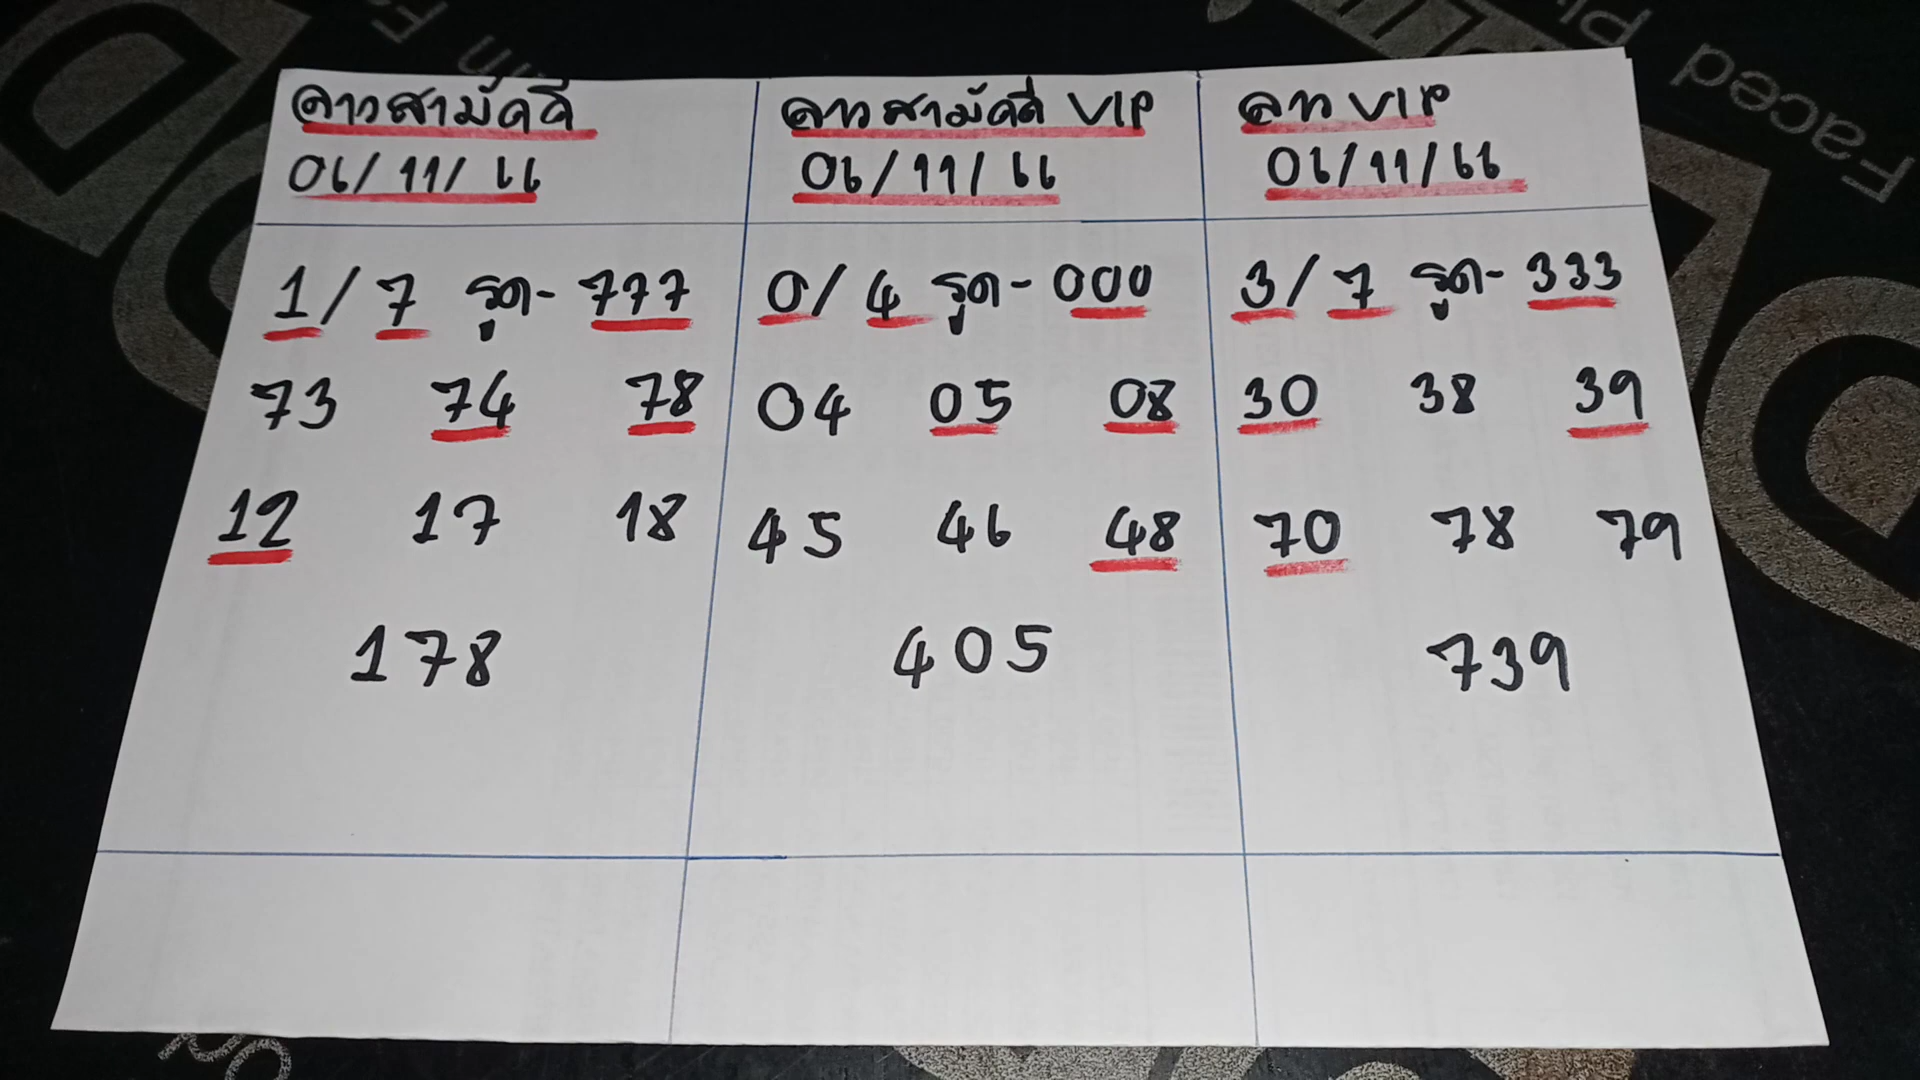 ลาวสามัคคี
06/11/66
1/7 รูด- 777
73 74 78
12 17 18
178
ลาวสามัคคี VIP
06/11/66
0/4 รูด- 000
04 05 08
45 46 48
405
ลาว VIP
06/11/66
3/7 รูด- 333
30 38 39
70 78 79
739
Faced